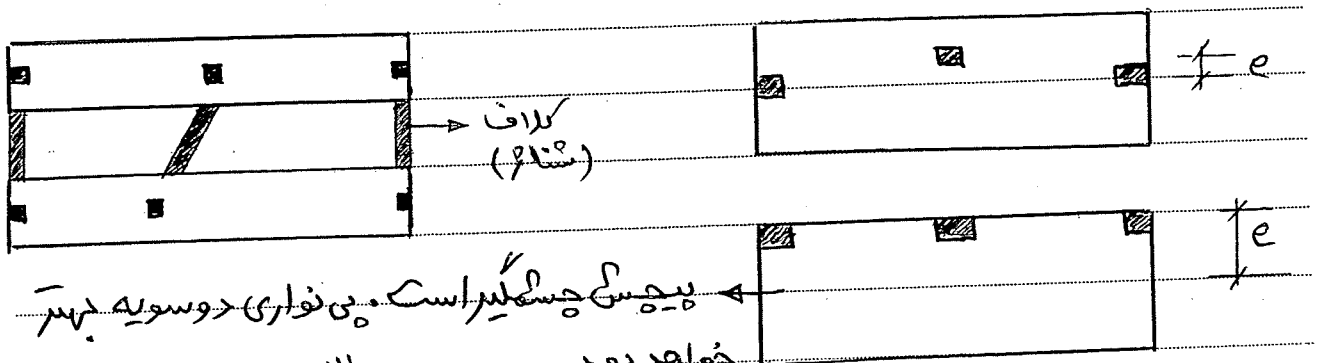 e
کلاف
(شناژ)
e
پیچش چشمگیر است. پی نواری دوسویه بهتر
خواهد بود